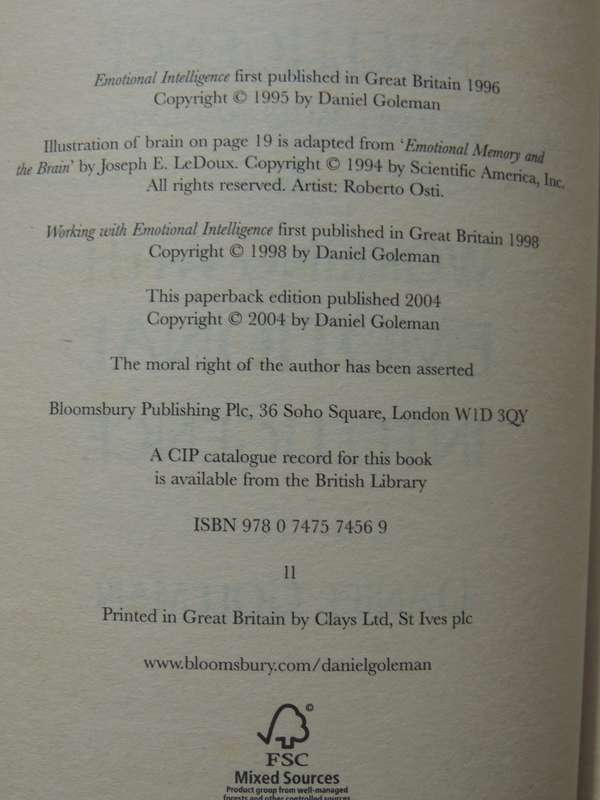 Emotional Intelligence first published in Great Britain 1996
Copyright © 1995 by Daniel Goleman
Illustration of brain on page 19 is adapted from ‘Emotional Memory and
the Brain’ by Joseph E. LeDoux. Copyright © 1994 by Scientific America, Inc.
All rights reserved. Artist: Roberto Osti.
Working with Emotional Intelligence first published in Great Britain 1998
Copyright © 1998 by Daniel Goleman
This paperback edition published 2004
Copyright © 2004 by Daniel Goleman
The moral right of the author has been asserted
Bloomsbury Publishing Plc, 36 Soho Square, London W1D 3QY
A CIP catalogue record for this book
is available from the British Library
ISBN 978 0 7475 7456 9
11
Printed in Great Britain by Clays Ltd, St Ives plc
www.bloomsbury.com/danielgoleman
©
FSC
Mixed Sources
Product group from well-managed
forests and other controlled sources